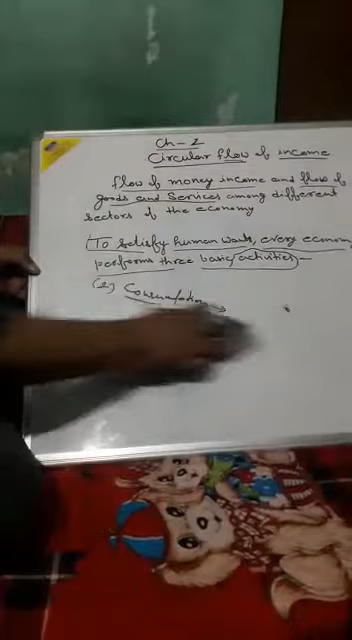 Ch-2
Circular flow of income
flow of money income and flow of
goods and services among different
sectors of the economy
To satisfy human wants, every econom
performs three basic activities-
Consumption